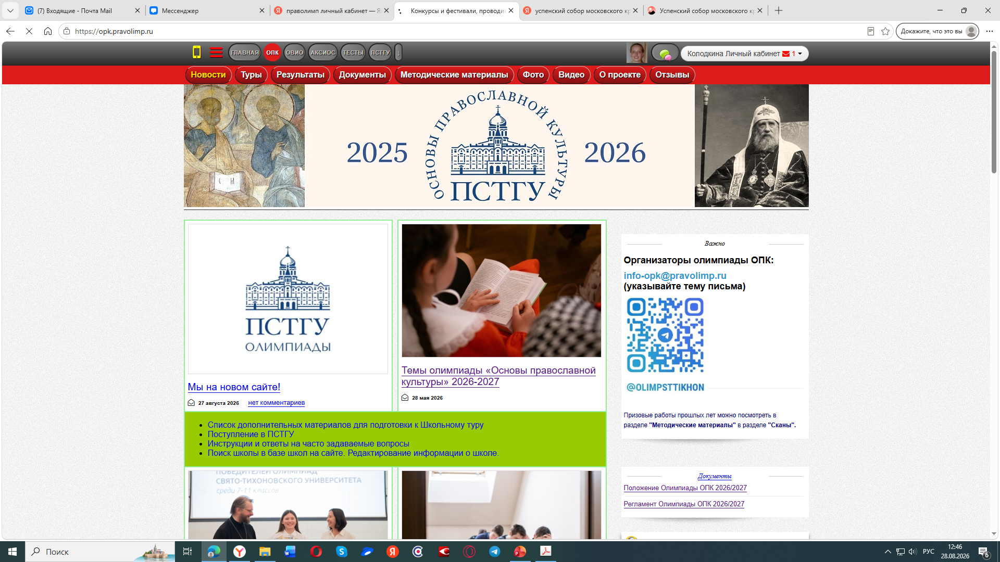 (7) Входящие - Почта Mail
Мессенджер
праволимп личный кабинет — Я
Конкурсы и фестивали, проводи
успенский собор московского кр
Успенский собор московского кр
https://opk.pravolimp.ru
Докажите, что это вы
ГЛАВНАЯ
ОПК
ОВИО
АКСИОС
ТЕСТЫ
ПСТГУ
↓
Колодкина Личный кабинет 1
Новости
Туры
Результаты
Документы
Методические материалы
Фото
Видео
О проекте
Отзывы
2025
ОСНОВЫ ПРАВОСЛАВНОЙ КУЛЬТУРЫ
ПСТГУ
2026
ПСТГУ
ОЛИМПИАДЫ
Мы на новом сайте!
27 августа 2026 нет комментариев
Темы олимпиады «Основы православной
культуры» 2026-2027
28 мая 2026
Список дополнительных материалов для подготовки к Школьному туру
Поступление в ПСТГУ
Инструкции и ответы на часто задаваемые вопросы
Поиск школы в базе школ на сайте. Редактирование информации о школе.
ПОБЕДИТЕЛЕЙ ОЛИМПИАД
СВЯТО-ТИХОНОВСКОГО УНИВЕРСИТЕТА
среди 7-11 классов
Важно
Организаторы олимпиады ОПК:
info-opk@pravolimp.ru
(указывайте тему письма)
@OLIMPSTTIKHON
Призовые работы прошлых лет можно посмотреть в
разделе "Методические материалы" в разделе "Сканы".
Документы
Положение Олимпиады ОПК 2026/2027
Регламент Олимпиады ОПК 2026/2027
Поиск
РУС
12:46
28.08.2026
6